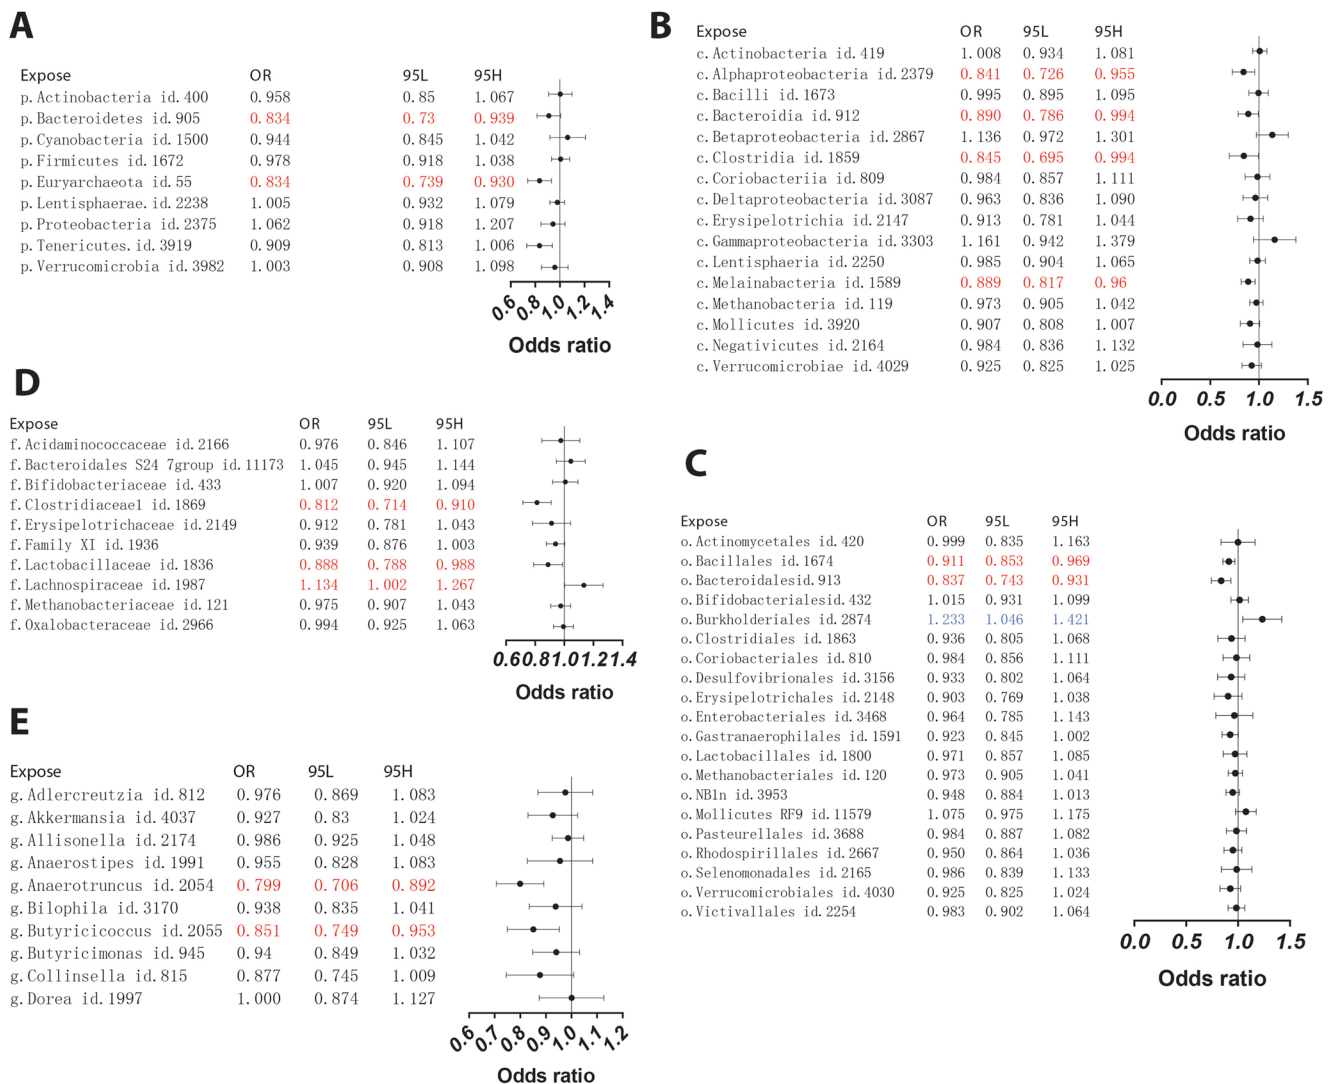 A
Expose OR 95L 95H
p.Actinobacteria id.400 0.958 0.85 1.067
p.Bacteroidetes id.905 0.834 0.73 0.939
p.Cyanobacteria id.1500 0.944 0.845 1.042
p.Firmicutes id.1672 0.978 0.918 1.038
p.Euryarchaeota id.55 0.834 0.739 0.930
p.Lentisphaerae.id.2238 1.005 0.932 1.079
p.Proteobacteria id.2375 1.062 0.918 1.207
p.Tenericutes.id.3919 0.909 0.813 1.006
p.Verrucomicrobia id.3982 1.003 0.908 1.098
0.6 0.8 1.0 1.2 1.4
Odds ratio
B
Expose OR 95L 95H
c.Actinobacteria id.419 1.008 0.934 1.081
c.Alphaproteobacteria id.2379 0.841 0.726 0.955
c.Bacilli id.1673 0.995 0.895 1.095
c.Bacteroidia id.912 0.890 0.786 0.994
c.Betaproteobacteria id.2867 1.136 0.972 1.301
c.Clostridia id.1859 0.845 0.695 0.994
c.Coriobacteriia id.809 0.984 0.857 1.111
c.Deltaproteobacteria id.3087 0.963 0.836 1.090
c.Erysipelotrichia id.2147 0.913 0.781 1.044
c.Gammaproteobacteria id.3303 1.161 0.942 1.379
c.Lentisphaeria id.2250 0.985 0.904 1.065
c.Melainabacteria id.1589 0.889 0.817 0.96
c.Methanobacteria id.119 0.973 0.905 1.042
c.Mollicutes id.3920 0.907 0.808 1.007
c.Negativicutes id.2164 0.984 0.836 1.132
c.Verrucomicrobiae id.4029 0.925 0.825 1.025
0.0 0.5 1.0 1.5
Odds ratio
D
Expose OR 95L 95H
f.Acidaminococcaceae id.2166 0.976 0.846 1.107
f.Bacteroidales S24 7group id.11173 1.045 0.945 1.144
f.Bifidobacteriaceae id.433 1.007 0.920 1.094
f.Clostridiaceae1 id.1869 0.812 0.714 0.910
f.Erysipelotrichaceae id.2149 0.912 0.781 1.043
f.Family XI id.1936 0.939 0.876 1.003
f.Lactobacillaceae id.1836 0.888 0.788 0.988
f.Lachnospiraceae id.1987 1.134 1.002 1.267
f.Methanobacteriaceae id.121 0.975 0.907 1.043
f.Oxalobacteraceae id.2966 0.994 0.925 1.063
0.6 0.8 1.0 1.2 1.4
Odds ratio
C
Expose OR 95L 95H
o.Actinomycetales id.420 0.999 0.835 1.163
o.Bacillales id.1674 0.911 0.853 0.969
o.Bacteroidalesid.913 0.837 0.743 0.931
o.Bifidobacterialesid.432 1.015 0.931 1.099
o.Burkholderiales id.2874 1.233 1.046 1.421
o.Clostridiales id.1863 0.936 0.805 1.068
o.Coriobacteriales id.810 0.984 0.856 1.111
o.Desulfovibrionales id.3156 0.933 0.802 1.064
o.Erysipelotrichales id.2148 0.903 0.769 1.038
o.Enterobacteriales id.3468 0.964 0.785 1.143
o.Gastranaerophilales id.1591 0.923 0.845 1.002
o.Lactobacillales id.1800 0.971 0.857 1.085
o.Methanobacteriales id.120 0.973 0.905 1.041
o.NB1n id.3953 0.948 0.884 1.013
o.Mollicutes RF9 id.11579 1.075 0.975 1.175
o.Pasteurellales id.3688 0.984 0.887 1.082
o.Rhodospirillales id.2667 0.950 0.864 1.036
o.Selenomonadales id.2165 0.986 0.839 1.133
o.Verrucomicrobiales id.4030 0.925 0.825 1.024
o.Victivallales id.2254 0.983 0.902 1.064
0.0 0.5 1.0 1.5
Odds ratio
E
Expose OR 95L 95H
g.Adlercreutzia id.812 0.976 0.869 1.083
g.Akkermansia id.4037 0.927 0.83 1.024
g.Allisonella id.2174 0.986 0.925 1.048
g.Anaerostipes id.1991 0.955 0.828 1.083
g.Anaerotruncus id.2054 0.799 0.706 0.892
g.Bilophila id.3170 0.938 0.835 1.041
g.Butyricicoccus id.2055 0.851 0.749 0.953
g.Butyricimonas id.945 0.94 0.849 1.032
g.Collinsella id.815 0.877 0.745 1.009
g.Dorea id.1997 1.000 0.874 1.127
0.6 0.7 0.8 0.9 1.0 1.1 1.2
Odds ratio